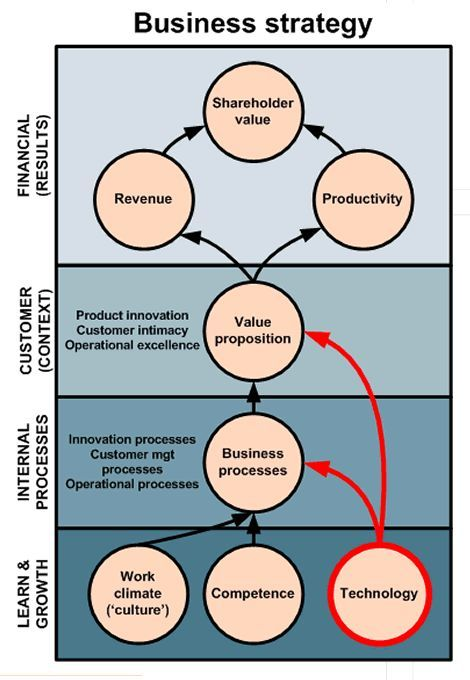 Business strategy
FINANCIAL
(RESULTS)
Shareholder
value
Revenue
Productivity
CUSTOMER
(CONTEXT)
Product innovation
Customer intimacy
Operational excellence
Value
proposition
INTERNAL
PROCESSES
Innovation processes
Customer mgt
processes
Operational processes
Business
processes
LEARN &
GROWTH
Work
climate
(‘culture’)
Competence
Technology